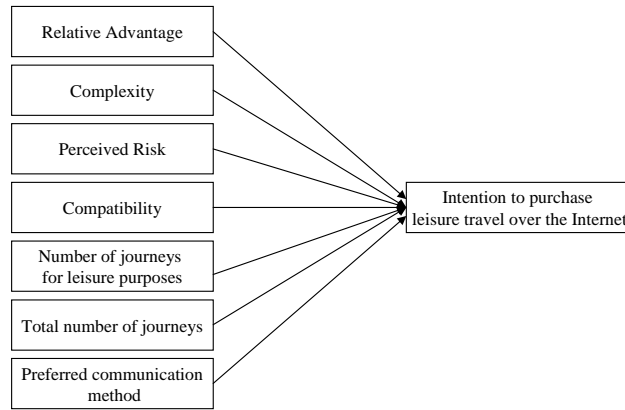 Relative Advantage
Complexity
Perceived Risk
Compatibility
Number of journeys
for leisure purposes
Total number of journeys
Preferred communication
method
Intention to purchase
leisure travel over the Internet